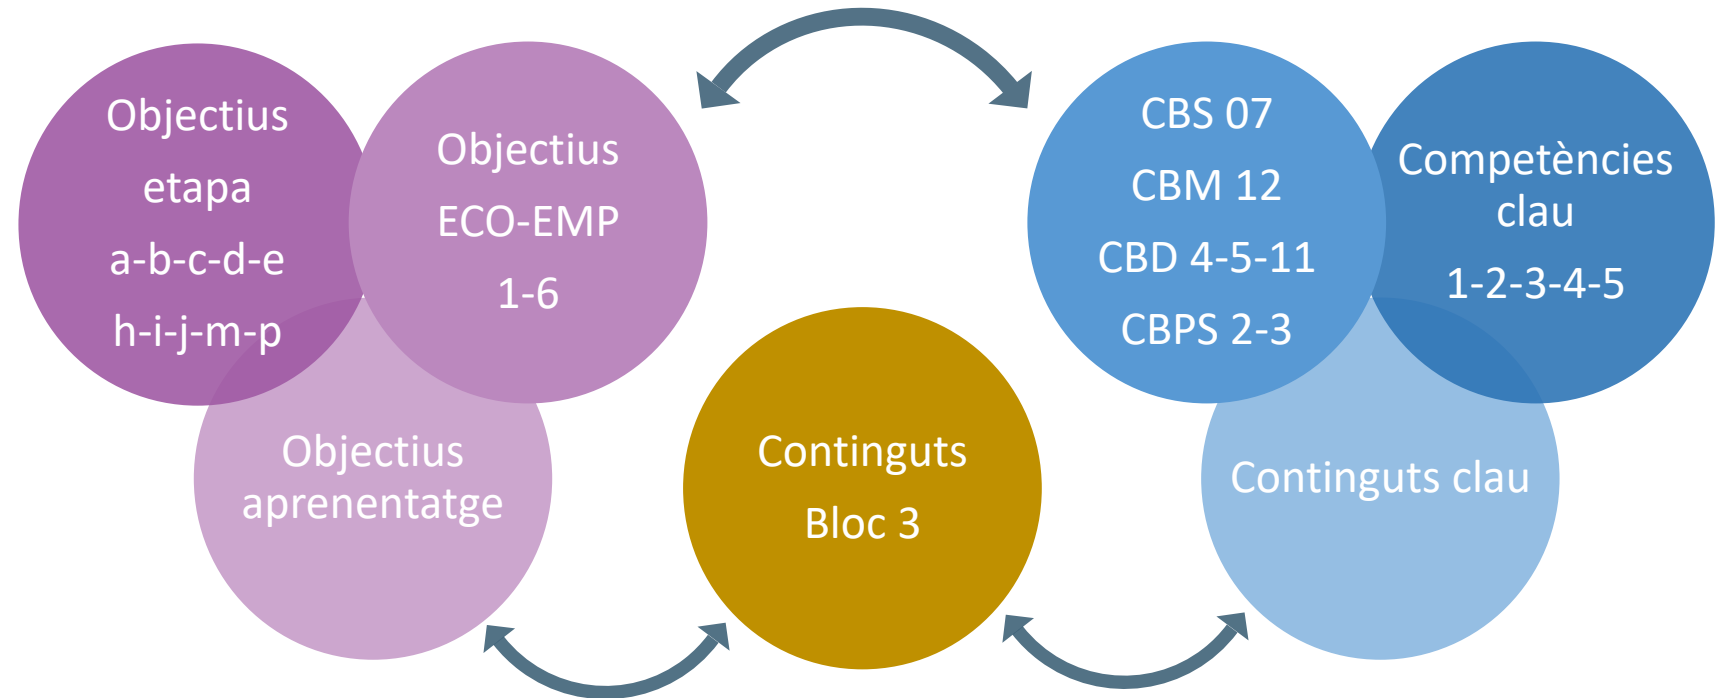 Objectius
etapa
a-b-c-d-e
h-i-j-m-p
Objectius
ECO-EMP
1-6
Objectius
aprenentatge
Continguts
Bloc 3
CBS 07
CBM 12
CBD 4-5-11
CBPS 2-3
Competències
clau
1-2-3-4-5
Continguts clau